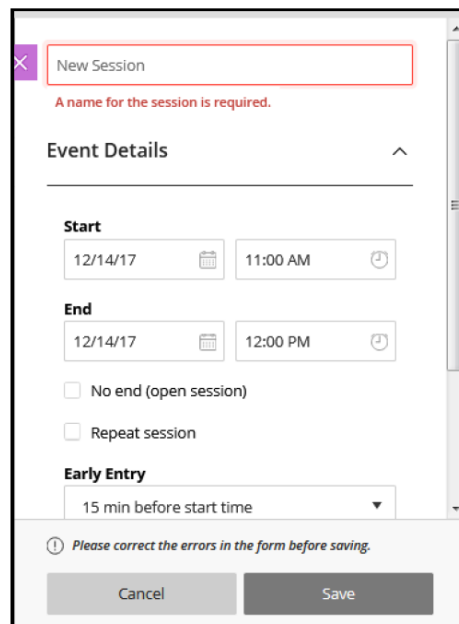 New Session
A name for the session is required.
Event Details
Start
12/14/17 11:00 AM
End
12/14/17 12:00 PM
No end (open session)
Repeat session
Early Entry
15 min before start time
Please correct the errors in the form before saving.
Cancel Save